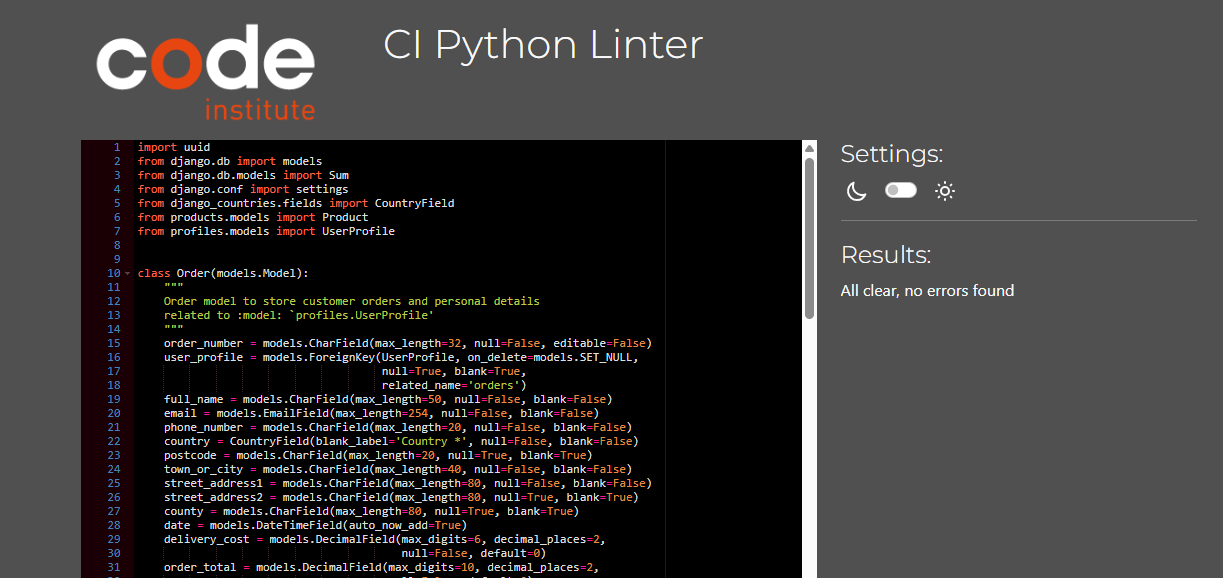 code
institute
CI Python Linter
1 import uuid
2 from django.db import models
3 from django.db.models import Sum
4 from django.conf import settings
5 from django_countries.fields import CountryField
6 from products.models import Product
7 from profiles.models import UserProfile
8
9
10 class Order(models.Model):
11     """
12     Order model to store customer orders and personal details
13     related to :model: `profiles.UserProfile'
14     """
15     order_number = models.CharField(max_length=32, null=False, editable=False)
16     user_profile = models.ForeignKey(UserProfile, on_delete=models.SET_NULL,
17                                      null=True, blank=True,
18                                      related_name='orders')
19     full_name = models.CharField(max_length=50, null=False, blank=False)
20     email = models.EmailField(max_length=254, null=False, blank=False)
21     phone_number = models.CharField(max_length=20, null=False, blank=False)
22     country = CountryField(blank_label='Country *', null=False, blank=False)
23     postcode = models.CharField(max_length=20, null=True, blank=True)
24     town_or_city = models.CharField(max_length=40, null=False, blank=False)
25     street_address1 = models.CharField(max_length=80, null=False, blank=False)
26     street_address2 = models.CharField(max_length=80, null=True, blank=True)
27     county = models.CharField(max_length=80, null=True, blank=True)
28     date = models.DateTimeField(auto_now_add=True)
29     delivery_cost = models.DecimalField(max_digits=6, decimal_places=2,
30                                         null=False, default=0)
31     order_total = models.DecimalField(max_digits=10, decimal_places=2,
Settings:
Results:
All clear, no errors found